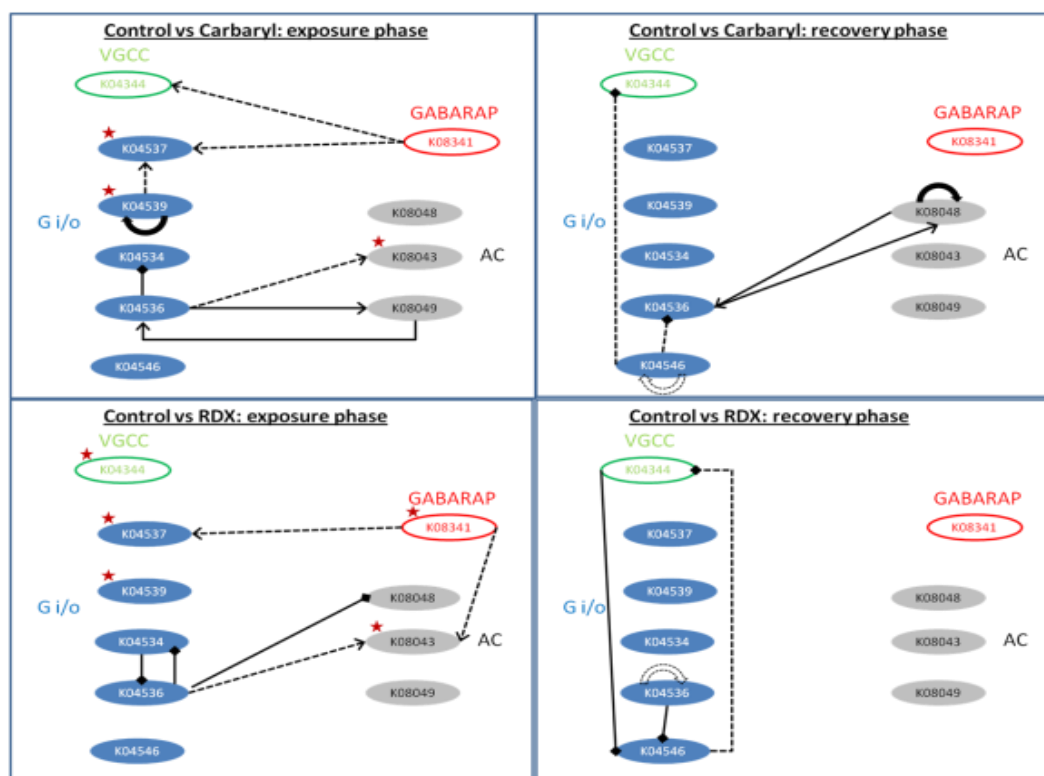 Control vs Carbaryl: exposure phase
VGCC
K04344
GABARAP
K08341
K04537
K04539
G i/o
K08048
K04534
K08043
AC
K04536
K08049
K04546
Control vs Carbaryl: recovery phase
VGCC
K04344
GABARAP
K08341
K04537
K04539
G i/o
K08048
K04534
K08043
AC
K04536
K08049
K04546
Control vs RDX: exposure phase
VGCC
K04344
GABARAP
K08341
K04537
K04539
G i/o
K08048
K04534
K08043
AC
K04536
K08049
K04546
Control vs RDX: recovery phase
VGCC
K04344
GABARAP
K08341
K04537
K04539
G i/o
K08048
K04534
K08043
AC
K04536
K08049
K04546